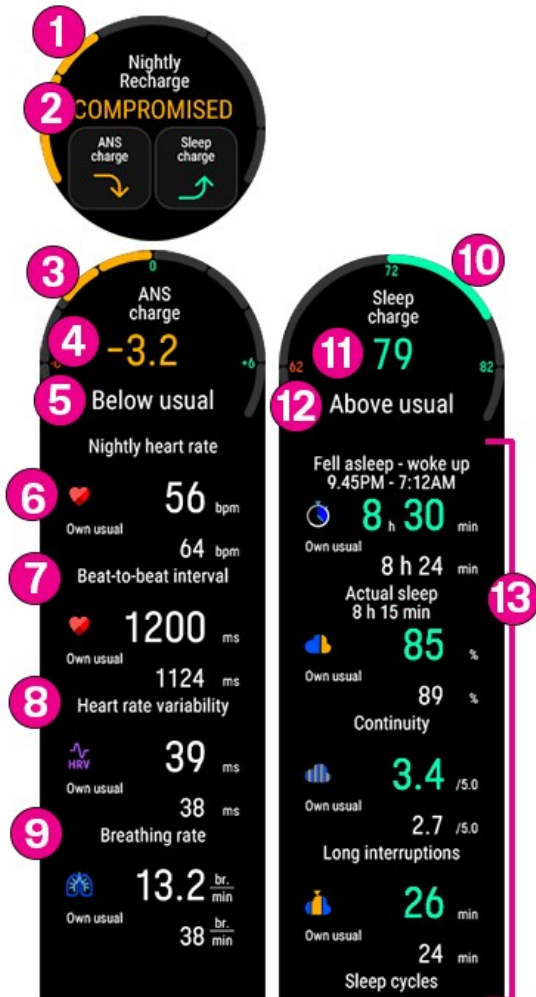 1
Nightly
Recharge
2
COMPROMISED
ANS
charge
Sleep
charge
3
0
ANS
charge
4
-3.2
+6
5
Below usual
Nightly heart rate
6
56 bpm
Own usual
64 bpm
7
Beat-to-beat interval
1200 ms
Own usual
1124 ms
8
Heart rate variability
HRV
39 ms
Own usual
38 ms
9
Breathing rate
13.2 br.
min
Own usual
38 br.
min
10
72
Sleep
charge
62
11
79
82
12
Above usual
13
Fell asleep - woke up
9.45PM - 7:12AM
8 h 30 min
Own usual
8 h 24 min
Actual sleep
8 h 15 min
85 %
Own usual
89 %
Continuity
3.4 /5.0
Own usual
2.7 /5.0
Long interruptions
26 min
Own usual
24 min
Sleep cycles